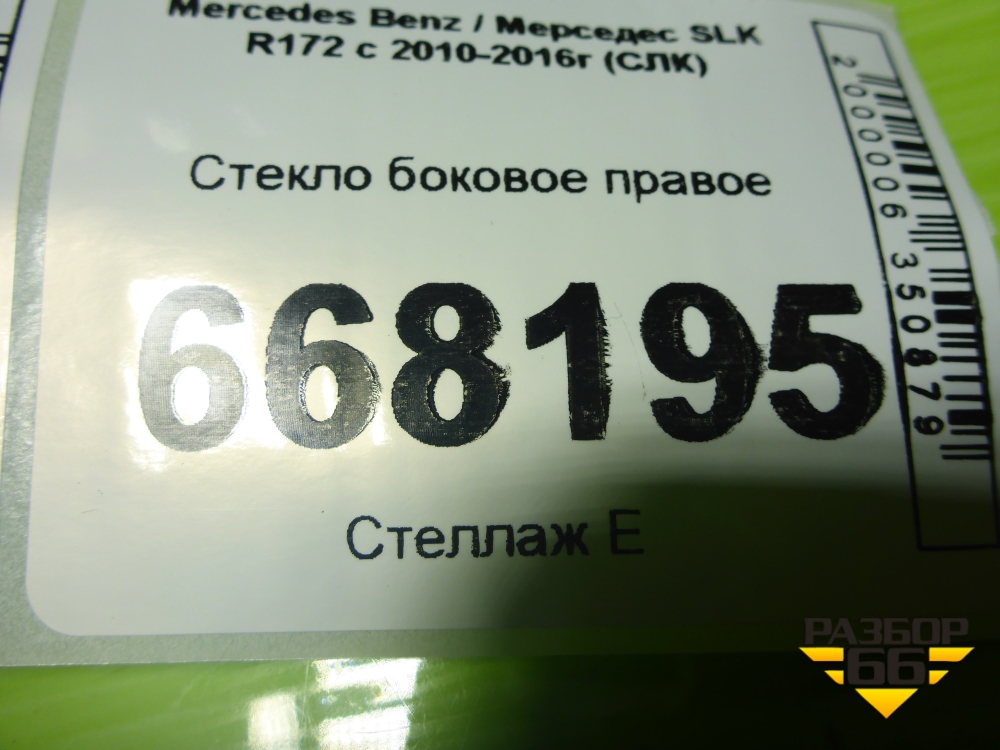 Mercedes Benz / Мерседес SLK
R172 с 2010-2016г (СЛК)
Стекло боковое правое
668195
Стеллаж Е
2000006350879
РАЗБОР
66